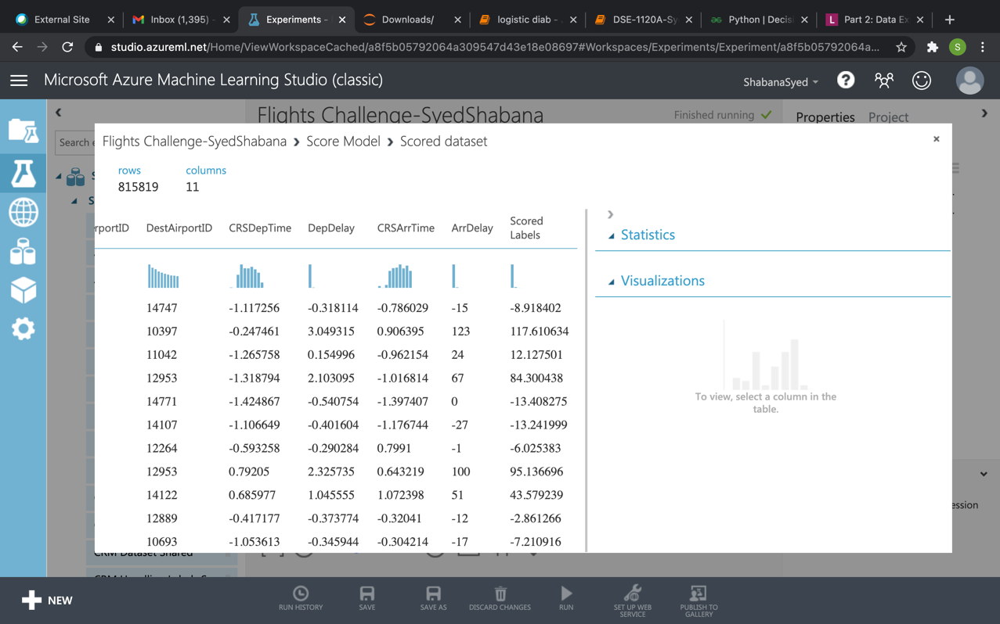 External Site
Inbox (1,395) -
Experiments -
Downloads/
logistic diab -
DSE-1120A-Sy
Python | Decis
L Part 2: Data Ex
studio.azureml.net/Home/ViewWorkspaceCached/a8f5b05792064a309547d43e18e08697#Workspaces/Experiments/Experiment/a8f5b05792064a...
S
Microsoft Azure Machine Learning Studio (classic)
ShabanaSyed
?
Flights Challenge-SyedShabana
Finished running
Properties Project
Search e
Flights Challenge-SyedShabana › Score Model › Scored dataset
×
rows columns
815819 11
rportID DestAirportID CRSDepTime DepDelay CRSArrTime ArrDelay Scored Labels
Statistics
Visualizations
14747 -1.117256 -0.318114 -0.786029 -15 -8.918402
10397 -0.247461 3.049315 0.906395 123 117.610634
11042 -1.265758 0.154996 -0.962154 24 12.127501
12953 -1.318794 2.103095 -1.016814 67 84.300438
14771 -1.424867 -0.540754 -1.397407 0 -13.408275
14107 -1.106649 -0.401604 -1.176744 -27 -13.241999
12264 -0.593258 -0.290284 0.7991 -1 -6.025383
12953 0.79205 2.325735 0.643219 100 95.136696
14122 0.685977 1.045555 1.072398 51 43.579239
12889 -0.417177 -0.373774 -0.32041 -12 -2.861266
10693 -1.053613 -0.345944 -0.304214 -17 -7.210916
To view, select a column in the
table.
ession
CRM Dataset Shared
NEW
RUN HISTORY
SAVE
SAVE AS
DISCARD CHANGES
RUN
SET UP WEB
SERVICE
PUBLISH TO
GALLERY